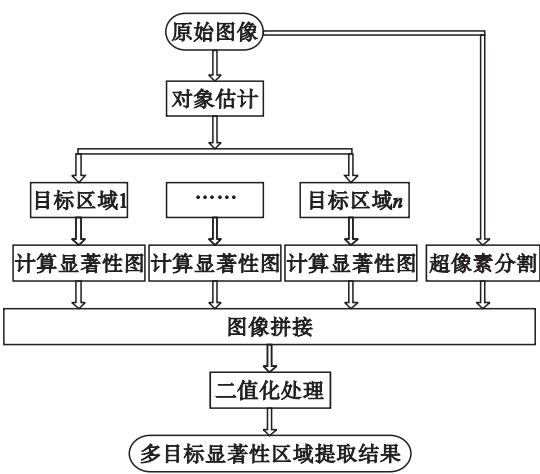 原始图像
对象估计
目标区域1
……
目标区域n
计算显著性图
计算显著性图
计算显著性图
超像素分割
图像拼接
二值化处理
多目标显著性区域提取结果